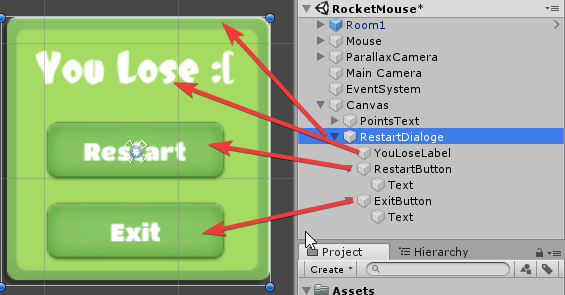 RocketMouse*
Room1
Mouse
ParallaxCamera
Main Camera
EventSystem
Canvas
PointsText
RestartDialoge
YouLoseLabel
RestartButton
Text
ExitButton
Text
Project
Hierarchy
Create
Assets
You Lose :[
Restart
Exit